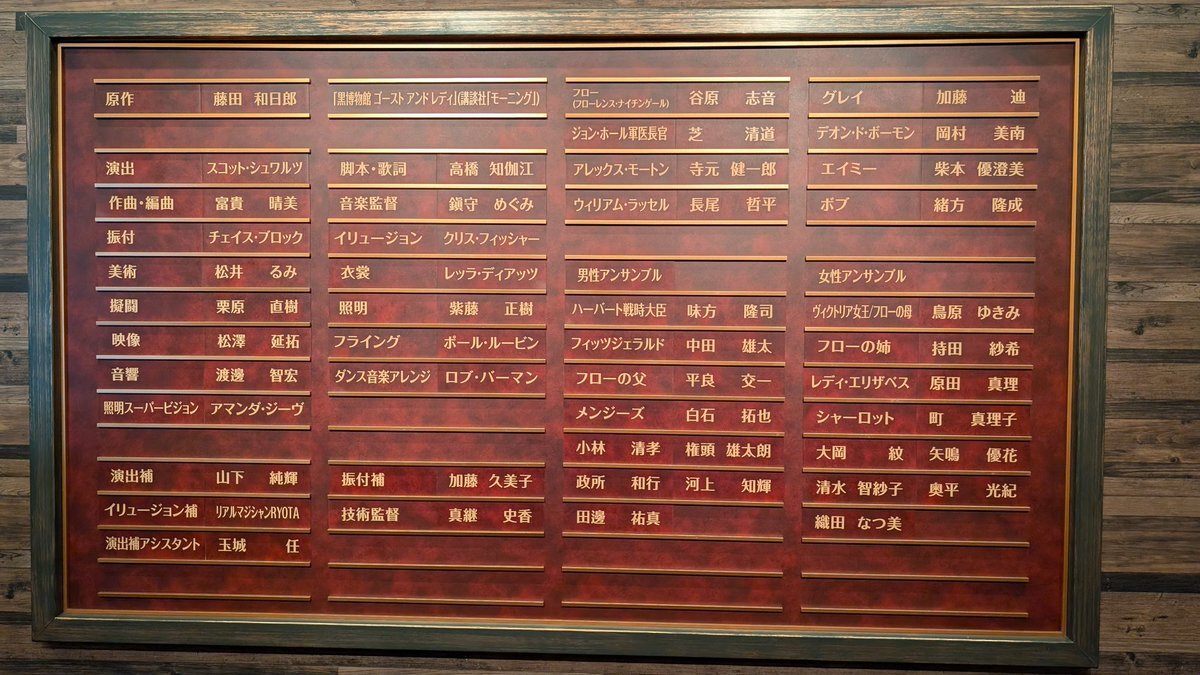 原作 藤田 和日郎
「黒博物館 ゴースト アンド レディ」(講談社「モーニング」)
演出 スコット・シュワルツ
脚本・歌詞 高橋 知伽江
作曲・編曲 富貴 晴美
音楽監督 鎭守 めぐみ
振付 チェイス・ブロック
イリュージョン クリス・フィッシャー
美術 松井 るみ
衣裳 レッラ・ディアッツ
擬闘 栗原 直樹
照明 紫藤 正樹
映像 松澤 延拓
フライング ポール・ルービン
音響 渡邊 智宏
ダンス音楽アレンジ ロブ・バーマン
照明スーパービジョン アマンダ・ジーヴ
演出補 山下 純輝
振付補 加藤 久美子
イリュージョン補 リアルマジシャンRYOTA
技術監督 真継 史香
演出補アシスタント 玉城 任
フロー
(フローレンス・ナイチンゲール) 谷原 志音
グレイ 加藤 迪
ジョン・ホール軍医長官 芝 清道
デオン・ド・ボーモン 岡村 美南
アレックス・モートン 寺元 健一郎
エイミー 柴本 優澄美
ウィリアム・ラッセル 長尾 哲平
ボブ 緒方 隆成
男性アンサンブル
ハーバート戦時大臣 味方 隆司
フィッツジェラルド 中田 雄太
フローの父 平良 交一
メンジーズ 白石 拓也
小林 清孝 権頭 雄太朗
政所 和行 河上 知輝
田邊 祐真
女性アンサンブル
ヴィクトリア女王/フローの母 鳥原 ゆきみ
フローの姉 持田 紗希
レディ・エリザベス 原田 真理
シャーロット 町 真理子
大岡 紋 矢鳴 優花
清水 智紗子 奥平 光紀
織田 なつ美